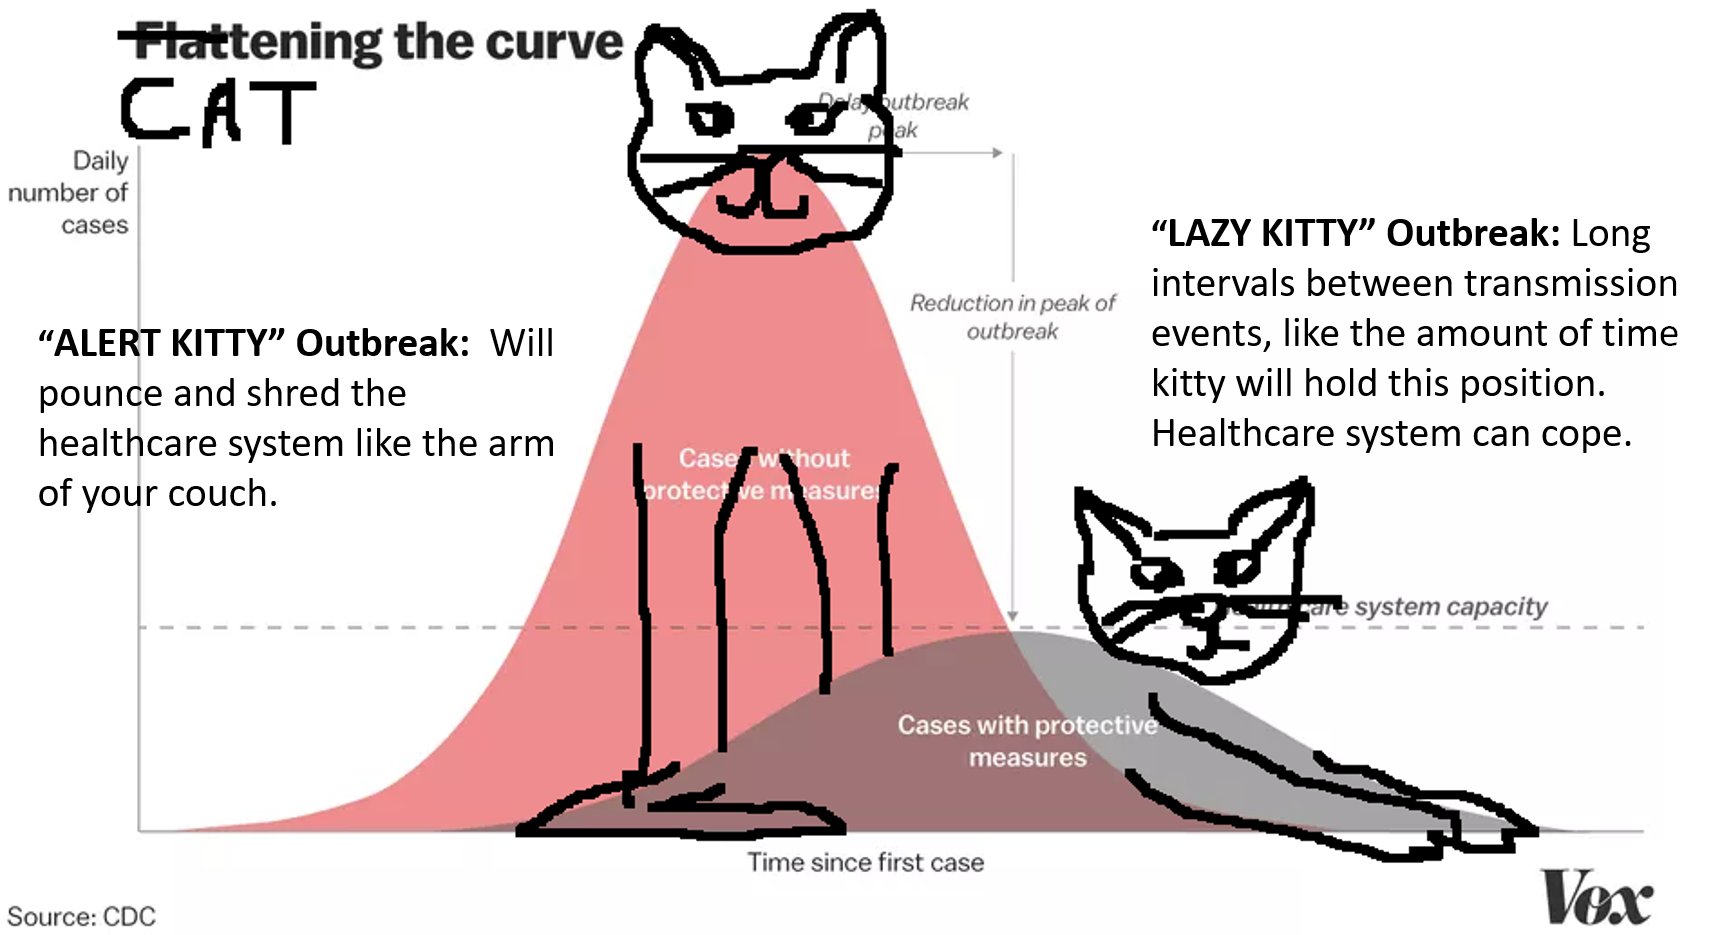 Flattening the curve
CAT
Daily
number of
cases
Delay outbreak
peak
Reduction in peak of
outbreak
“ALERT KITTY” Outbreak: Will
pounce and shred the
healthcare system like the arm
of your couch.
“LAZY KITTY” Outbreak: Long
intervals between transmission
events, like the amount of time
kitty will hold this position.
Healthcare system can cope.
Cases without
protective measures
Healthcare system capacity
Cases with protective
measures
Time since first case
Source: CDC
Vox